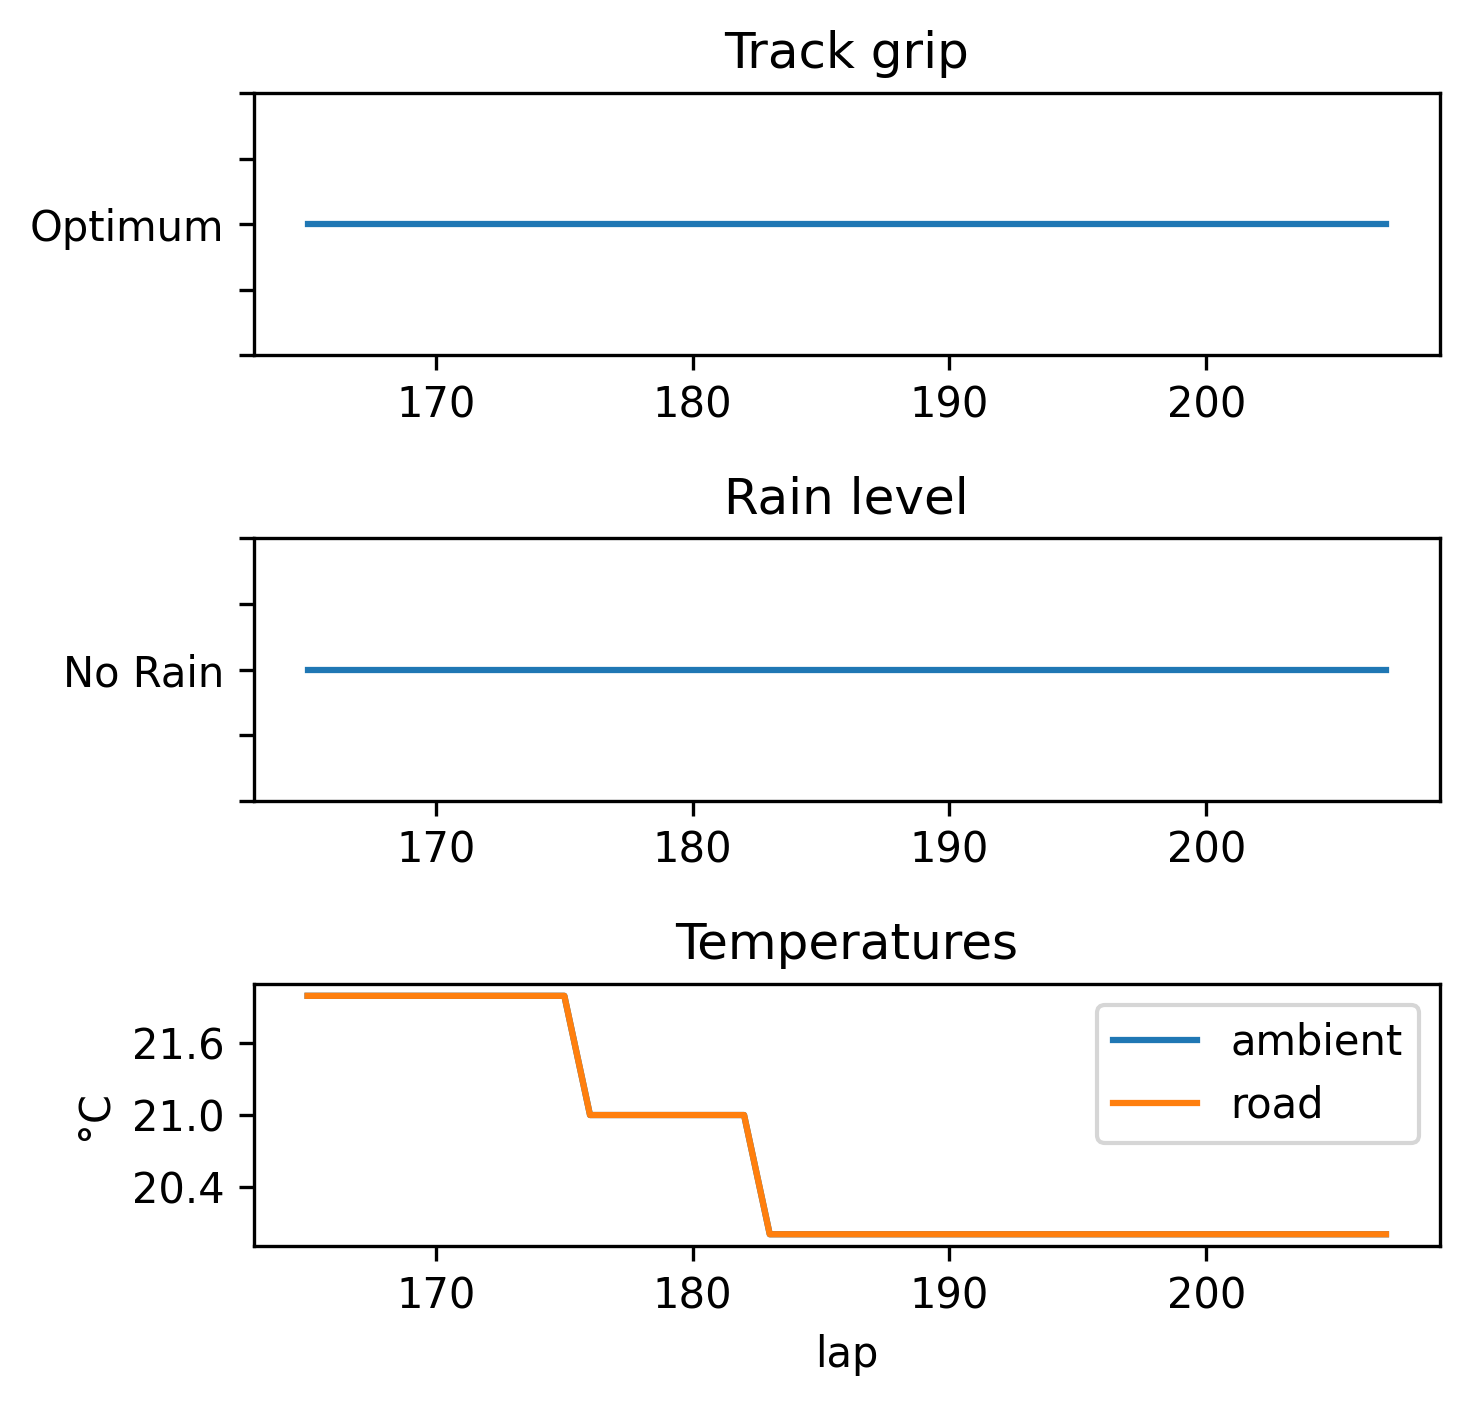 Track grip
Optimum
170 180 190 200
Rain level
No Rain
170 180 190 200
Temperatures
21.6
21.0
20.4
°C
ambient
road
170 180 190 200
lap